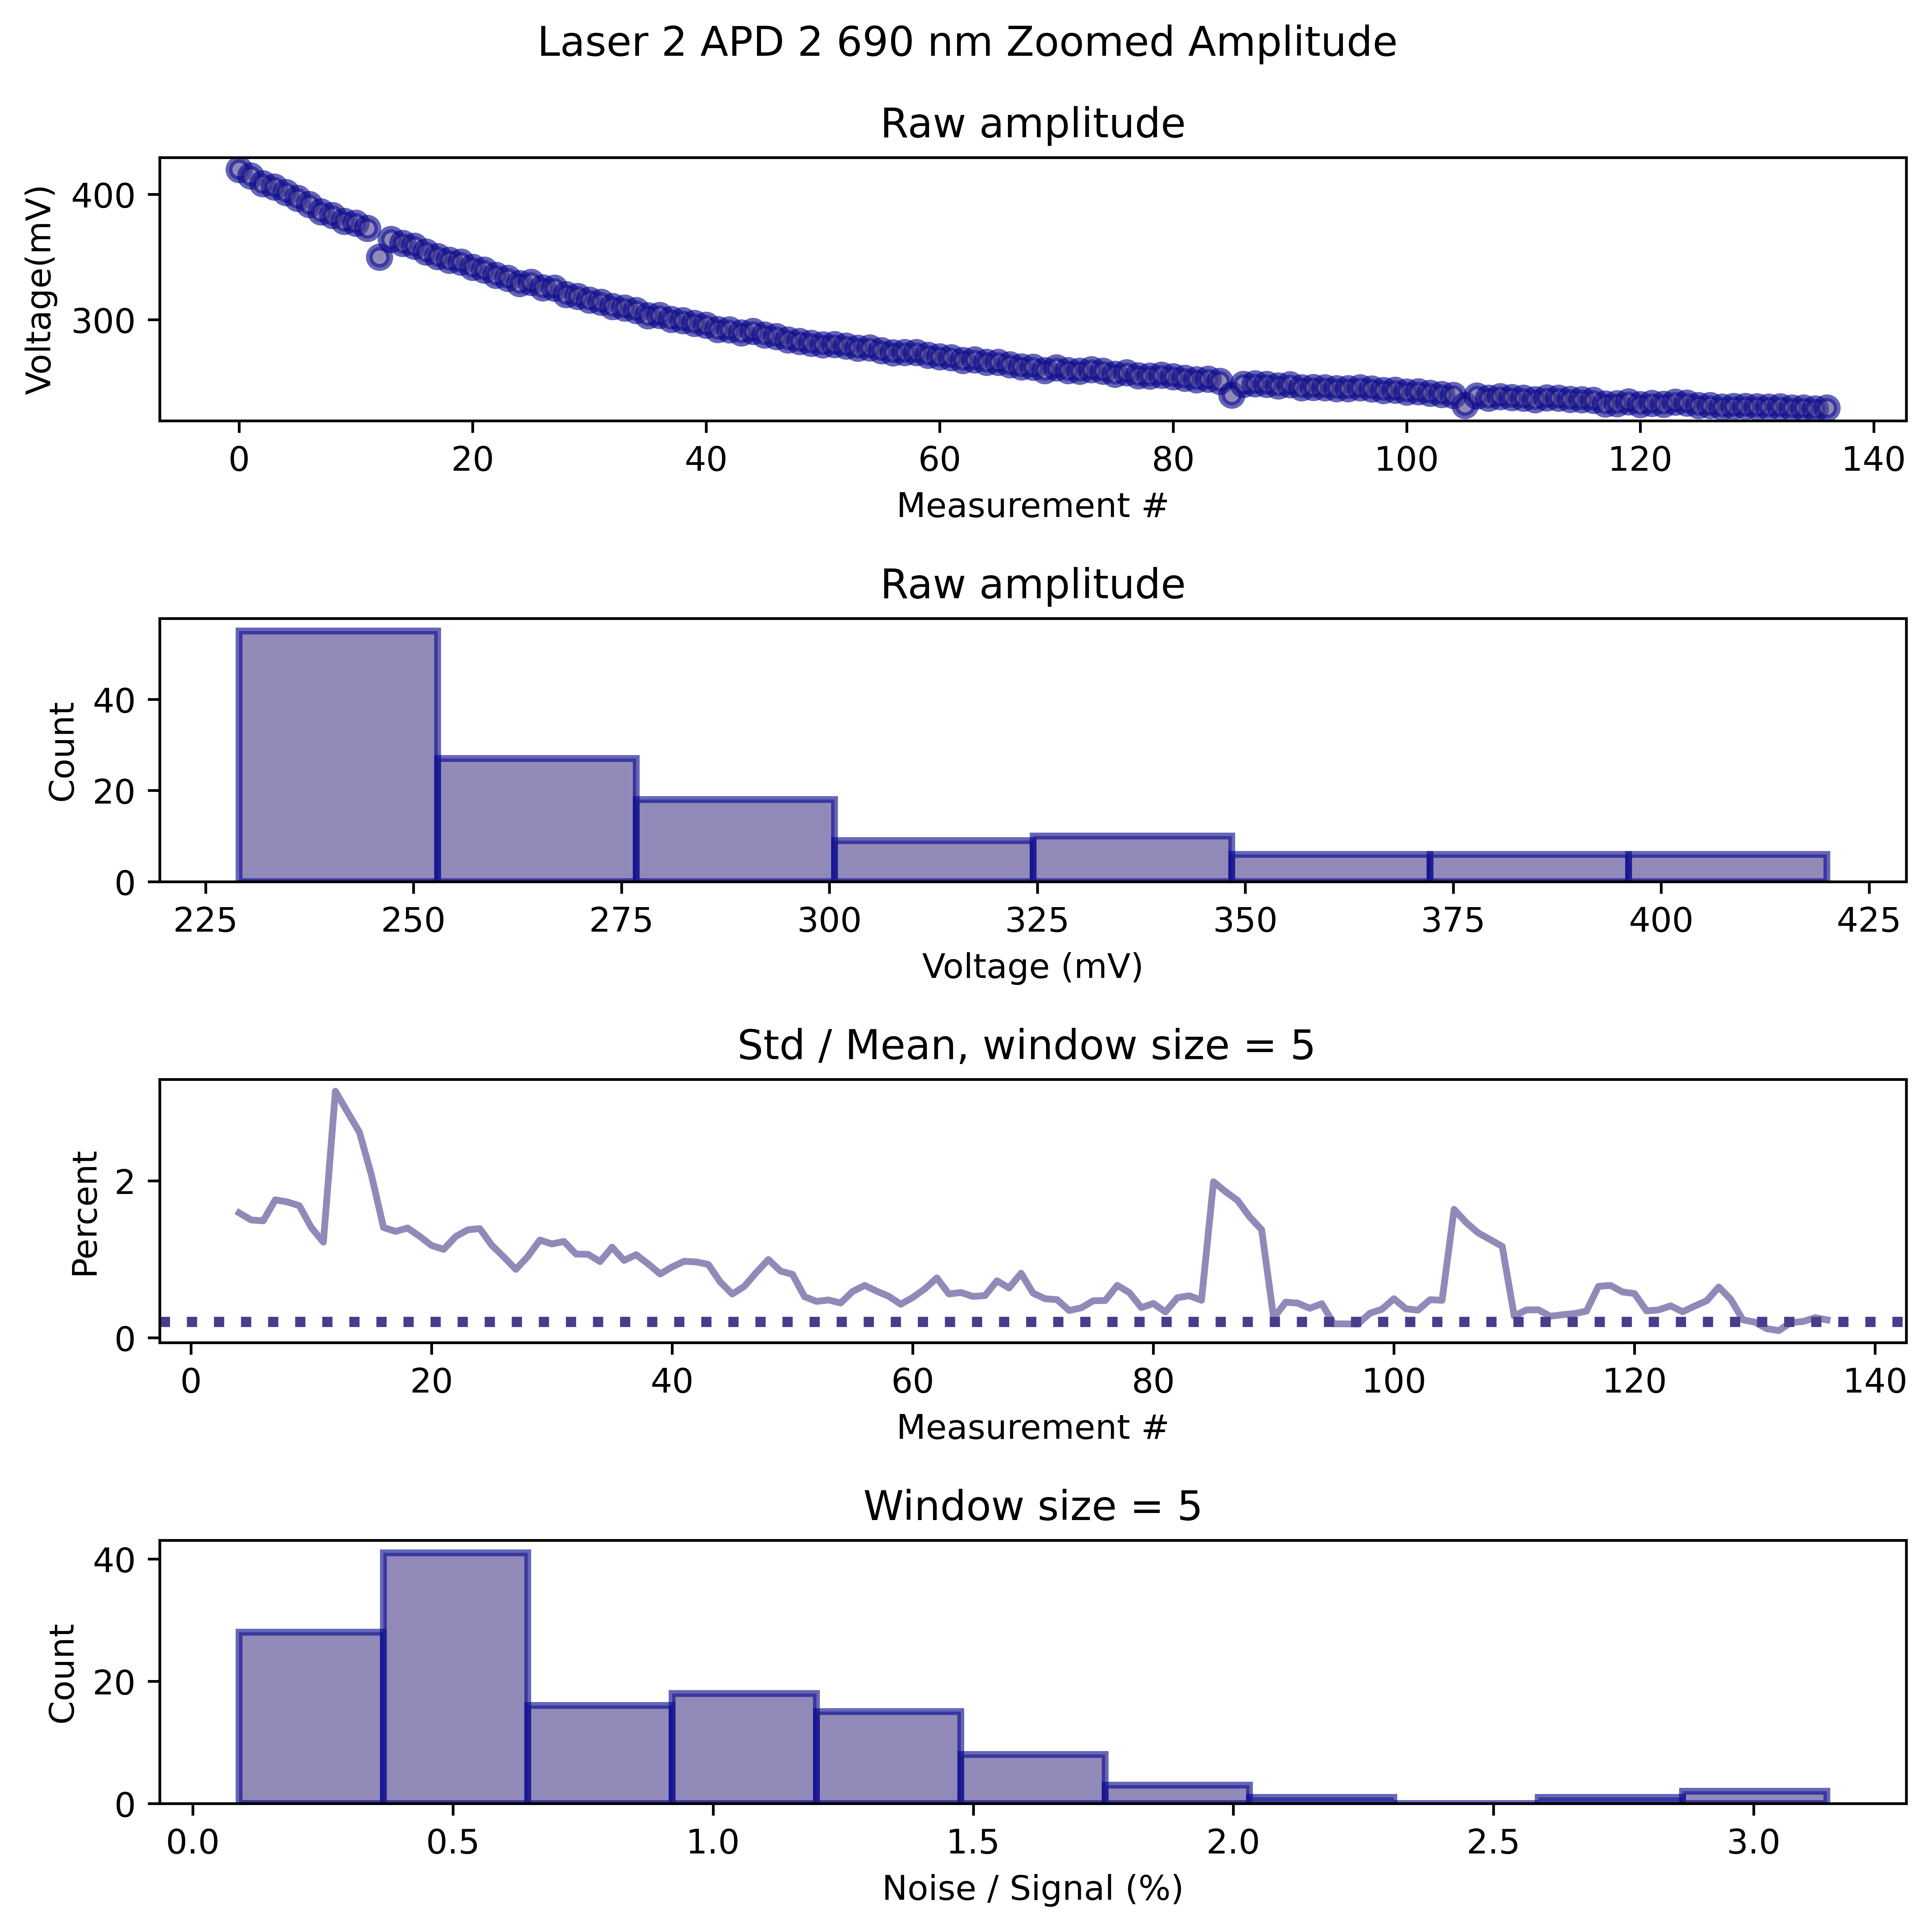 Laser 2 APD 2 690 nm Zoomed Amplitude
Raw amplitude
Voltage(mV)
400
300
0 20 40 60 80 100 120 140
Measurement #
Raw amplitude
Count
40
20
0
225 250 275 300 325 350 375 400 425
Voltage (mV)
Std / Mean, window size = 5
Percent
2
0
0 20 40 60 80 100 120 140
Measurement #
Window size = 5
Count
40
20
0
0.0 0.5 1.0 1.5 2.0 2.5 3.0
Noise / Signal (%)